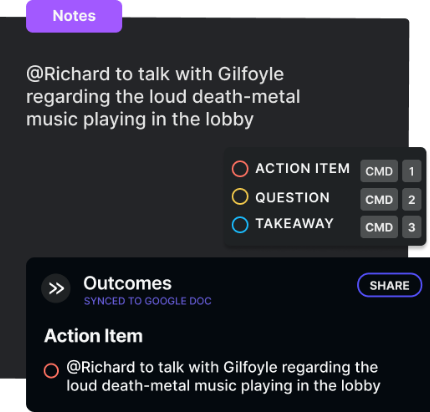 Notes
@Richard to talk with Gilfoyle
regarding the loud death-metal
music playing in the lobby
ACTION ITEM CMD 1
QUESTION CMD 2
TAKEAWAY CMD 3
Outcomes
SHARE
SYNCED TO GOOGLE DOC
Action Item
@Richard to talk with Gilfoyle regarding the
loud death-metal music playing in the lobby